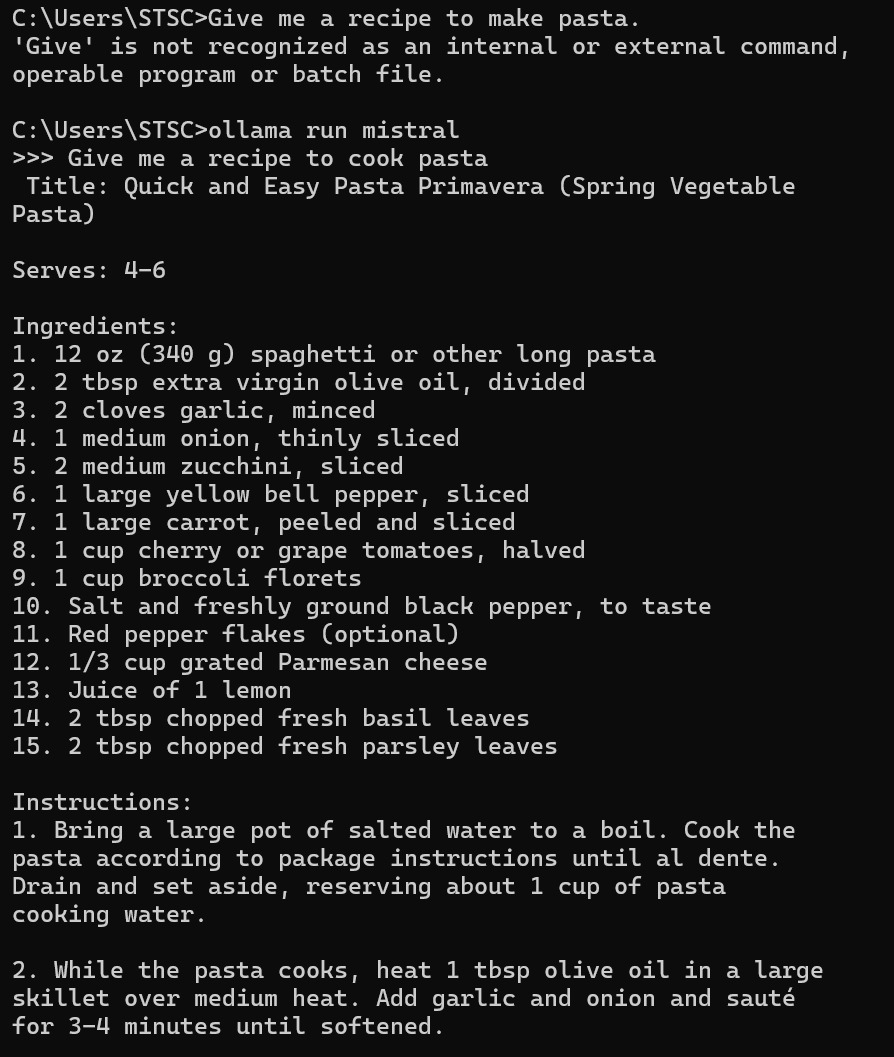 C:\Users\STSC>Give me a recipe to make pasta.
'Give' is not recognized as an internal or external command,
operable program or batch file.
C:\Users\STSC>ollama run mistral
>>> Give me a recipe to cook pasta
Title: Quick and Easy Pasta Primavera (Spring Vegetable
Pasta)
Serves: 4-6
Ingredients:
1. 12 oz (340 g) spaghetti or other long pasta
2. 2 tbsp extra virgin olive oil, divided
3. 2 cloves garlic, minced
4. 1 medium onion, thinly sliced
5. 2 medium zucchini, sliced
6. 1 large yellow bell pepper, sliced
7. 1 large carrot, peeled and sliced
8. 1 cup cherry or grape tomatoes, halved
9. 1 cup broccoli florets
10. Salt and freshly ground black pepper, to taste
11. Red pepper flakes (optional)
12. 1/3 cup grated Parmesan cheese
13. Juice of 1 lemon
14. 2 tbsp chopped fresh basil leaves
15. 2 tbsp chopped fresh parsley leaves
Instructions:
1. Bring a large pot of salted water to a boil. Cook the
pasta according to package instructions until al dente.
Drain and set aside, reserving about 1 cup of pasta
cooking water.
2. While the pasta cooks, heat 1 tbsp olive oil in a large
skillet over medium heat. Add garlic and onion and sauté
for 3-4 minutes until softened.